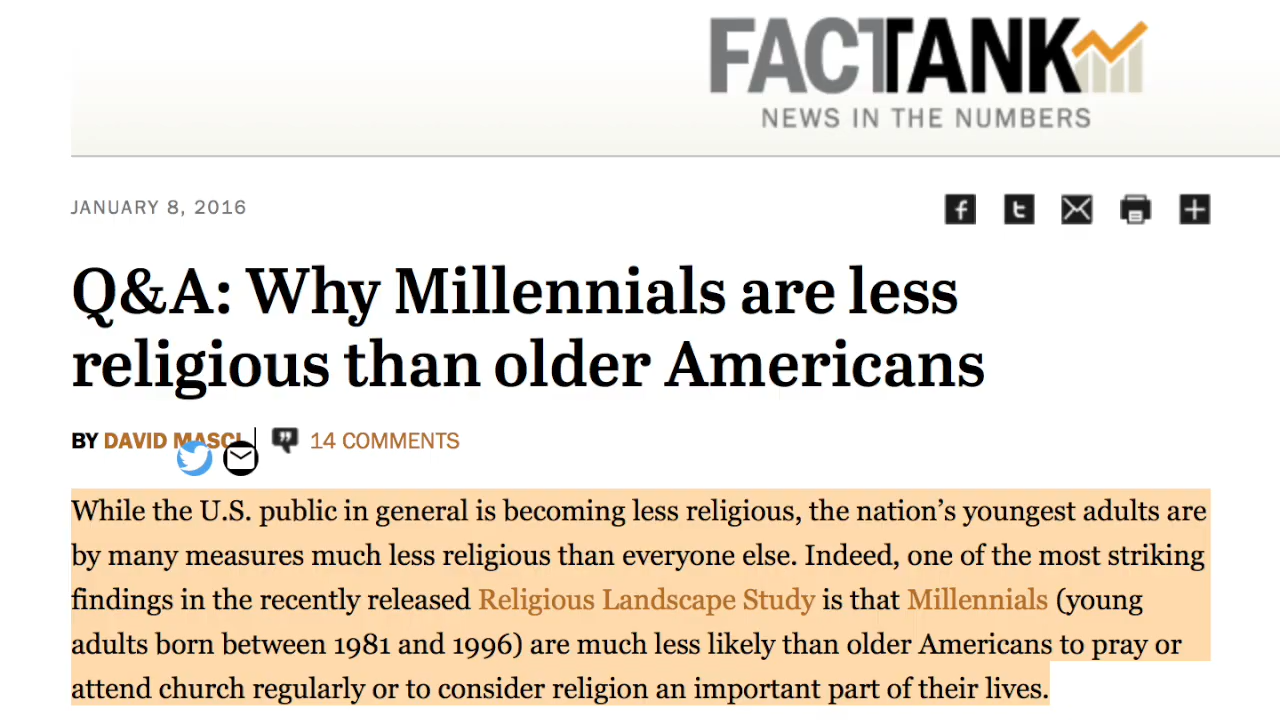 FACTTANK
NEWS IN THE NUMBERS
JANUARY 8, 2016
Q&A: Why Millennials are less
religious than older Americans
BY DAVID MASCI 14 COMMENTS
While the U.S. public in general is becoming less religious, the nation’s youngest adults are
by many measures much less religious than everyone else. Indeed, one of the most striking
findings in the recently released Religious Landscape Study is that Millennials (young
adults born between 1981 and 1996) are much less likely than older Americans to pray or
attend church regularly or to consider religion an important part of their lives.